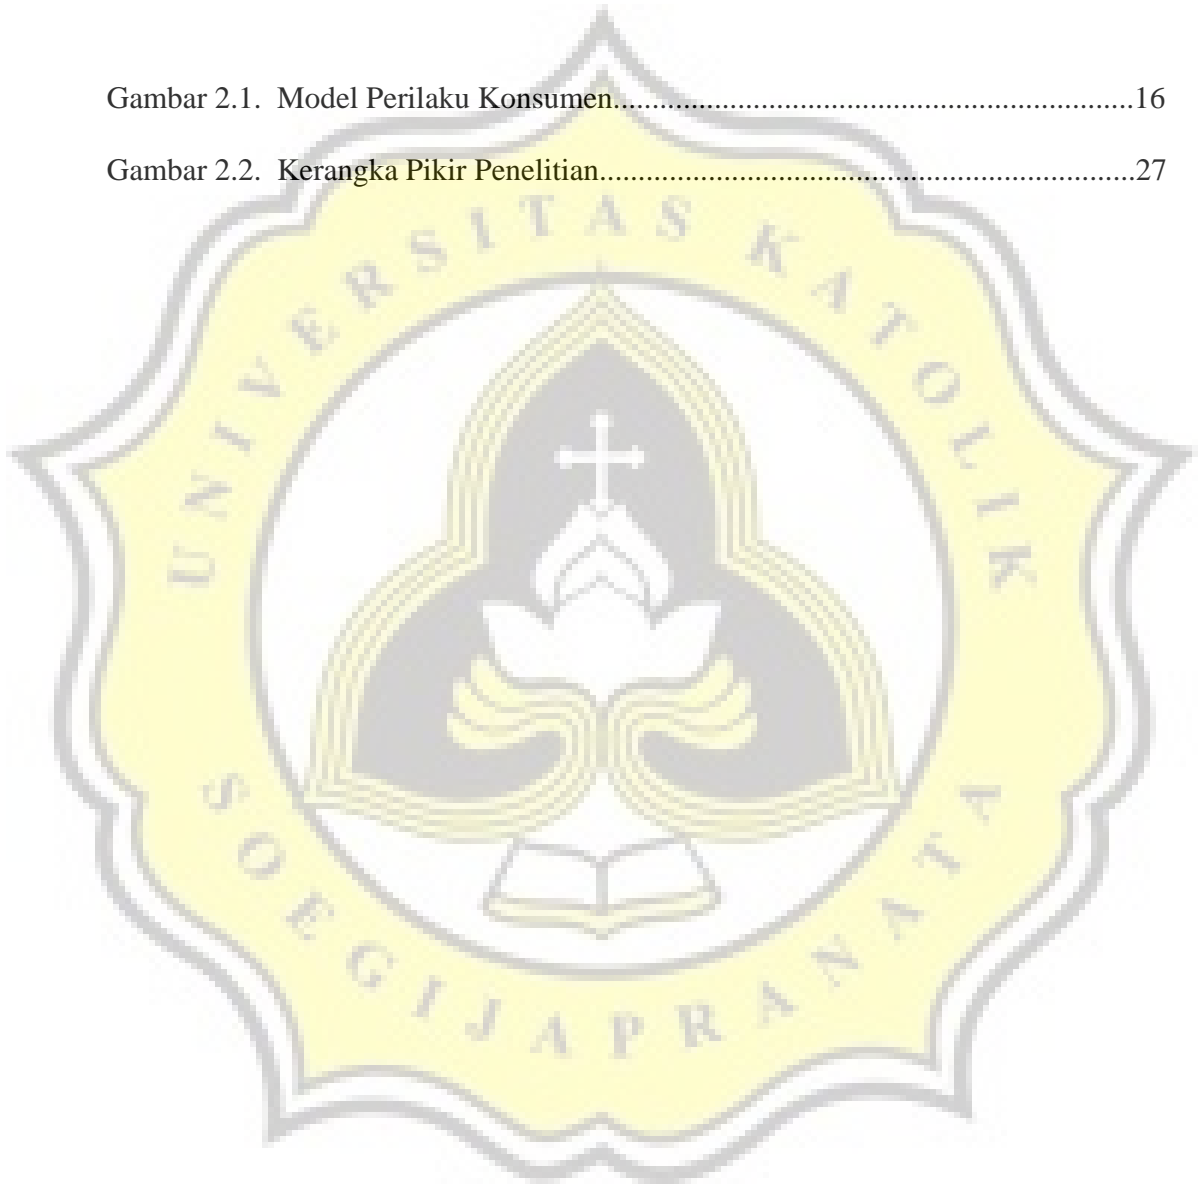 Gambar 2.1. Model Perilaku Konsumen....................................................................16
Gambar 2.2. Kerangka Pikir Penelitian......................................................................27
UNIVERSITAS KATOLIK
SOEGIJAPRANATA